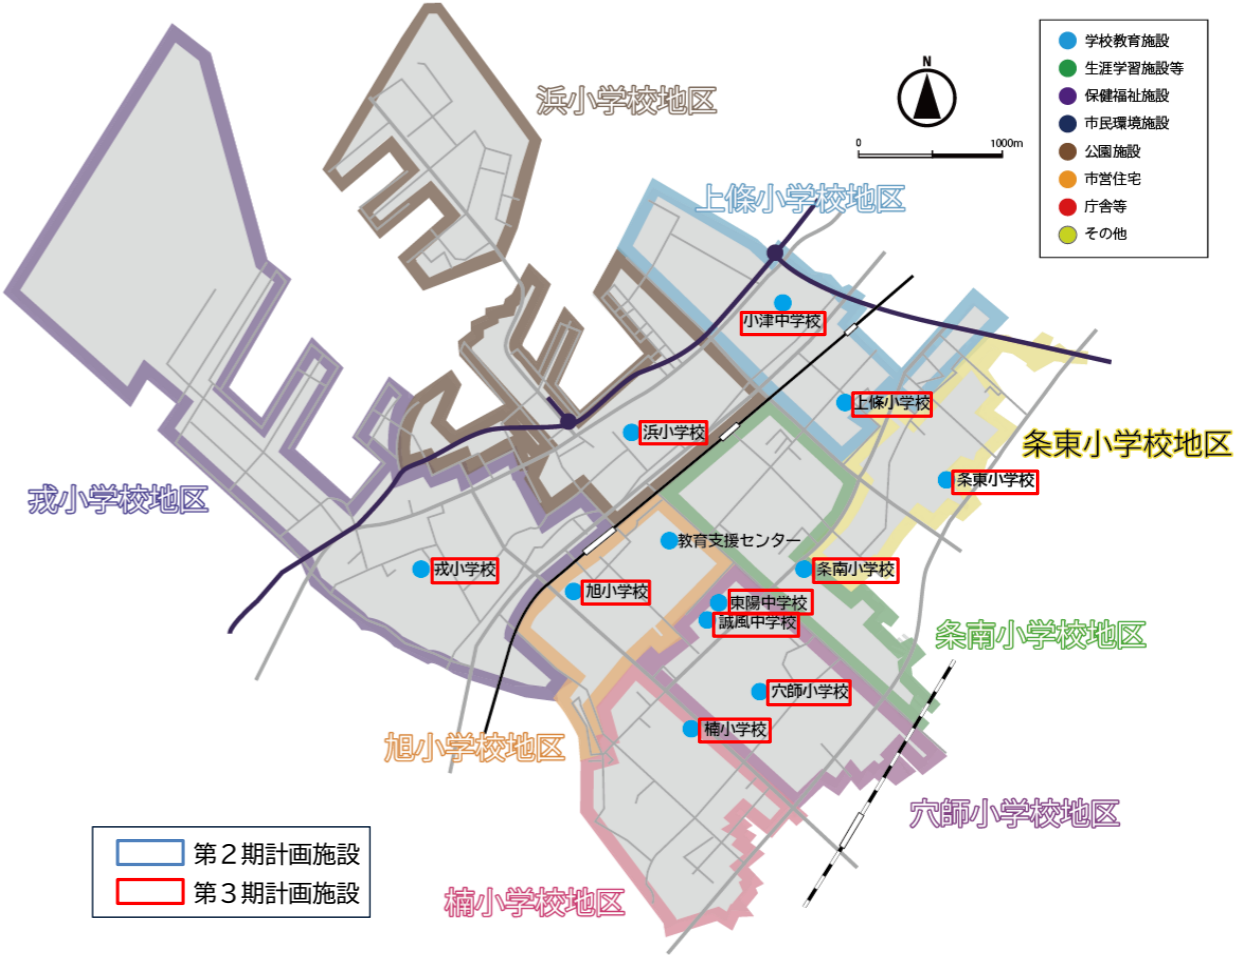 学校教育施設
生涯学習施設等
保健福祉施設
市民環境施設
公園施設
市営住宅
庁舎等
その他
N
0
1000m
浜小学校地区
上條小学校地区
小津中学校
上條小学校
浜小学校
条東小学校地区
条東小学校
戎小学校地区
教育支援センター
戎小学校
条南小学校
旭小学校
東陽中学校
誠風中学校
条南小学校地区
穴師小学校
楠小学校
旭小学校地区
穴師小学校地区
第２期計画施設
第３期計画施設
楠小学校地区